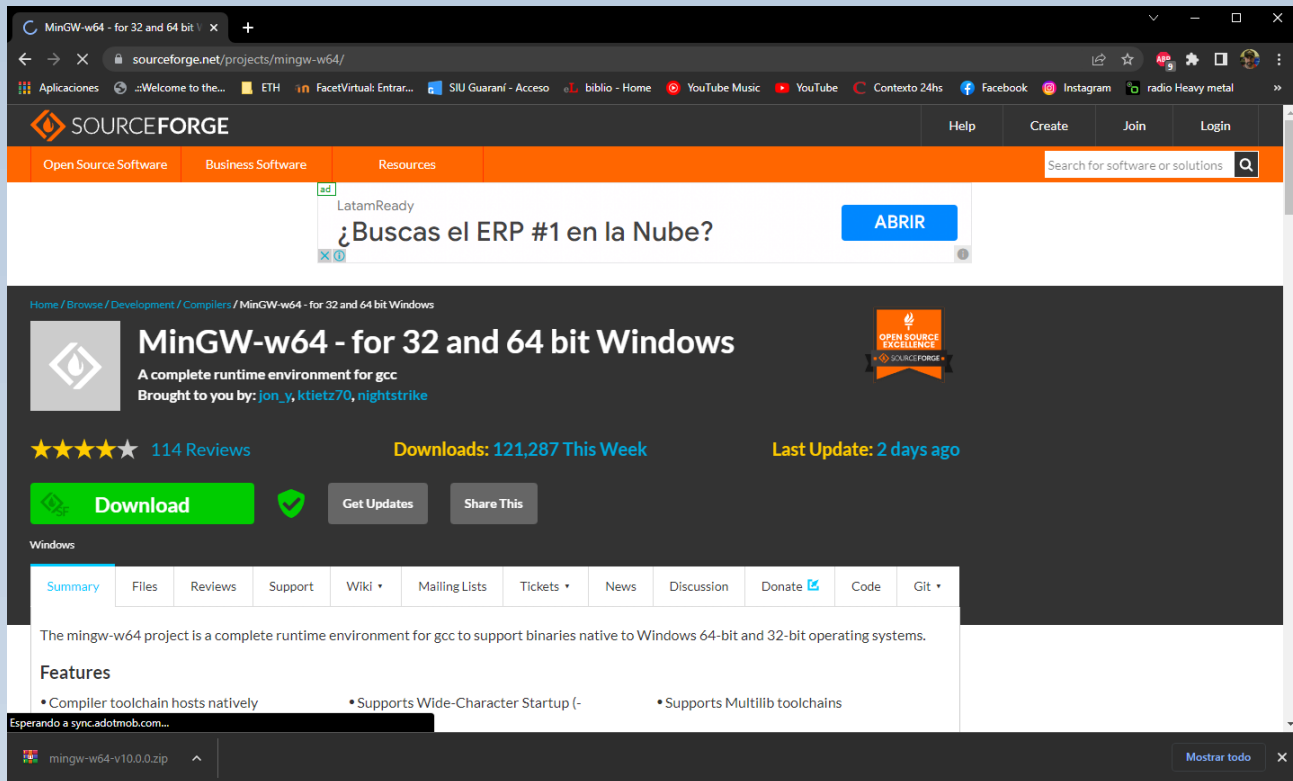 MinGW-w64 - for 32 and 64 bit
sourceforge.net/projects/mingw-w64/
ABP
9
Aplicaciones .::Welcome to the... ETH FacetVirtual: Entrar... SIU Guaraní - Acceso biblio - Home YouTube Music YouTube Contexto 24hs Facebook Instagram radio Heavy metal »
SOURCEFORGE Help Create Join Login
Open Source Software Business Software Resources Search for software or solutions
ad
LatamReady
¿Buscas el ERP #1 en la Nube? ABRIR
Home / Browse / Development / Compilers / MinGW-w64 - for 32 and 64 bit Windows
MinGW-w64 - for 32 and 64 bit Windows
OPEN SOURCE
EXCELLENCE
SOURCEFORGE
A complete runtime environment for gcc
Brought to you by: jon_y, ktietz70, nightstrike
114 Reviews Downloads: 121,287 This Week Last Update: 2 days ago
SF Download Get Updates Share This
Windows
Summary Files Reviews Support Wiki Mailing Lists Tickets News Discussion Donate Code Git
The mingw-w64 project is a complete runtime environment for gcc to support binaries native to Windows 64-bit and 32-bit operating systems.
Features
• Compiler toolchain hosts natively • Supports Wide-Character Startup (- • Supports Multilib toolchains
Esperando a sync.adotmob.com...
mingw-w64-v10.0.0.zip Mostrar todo